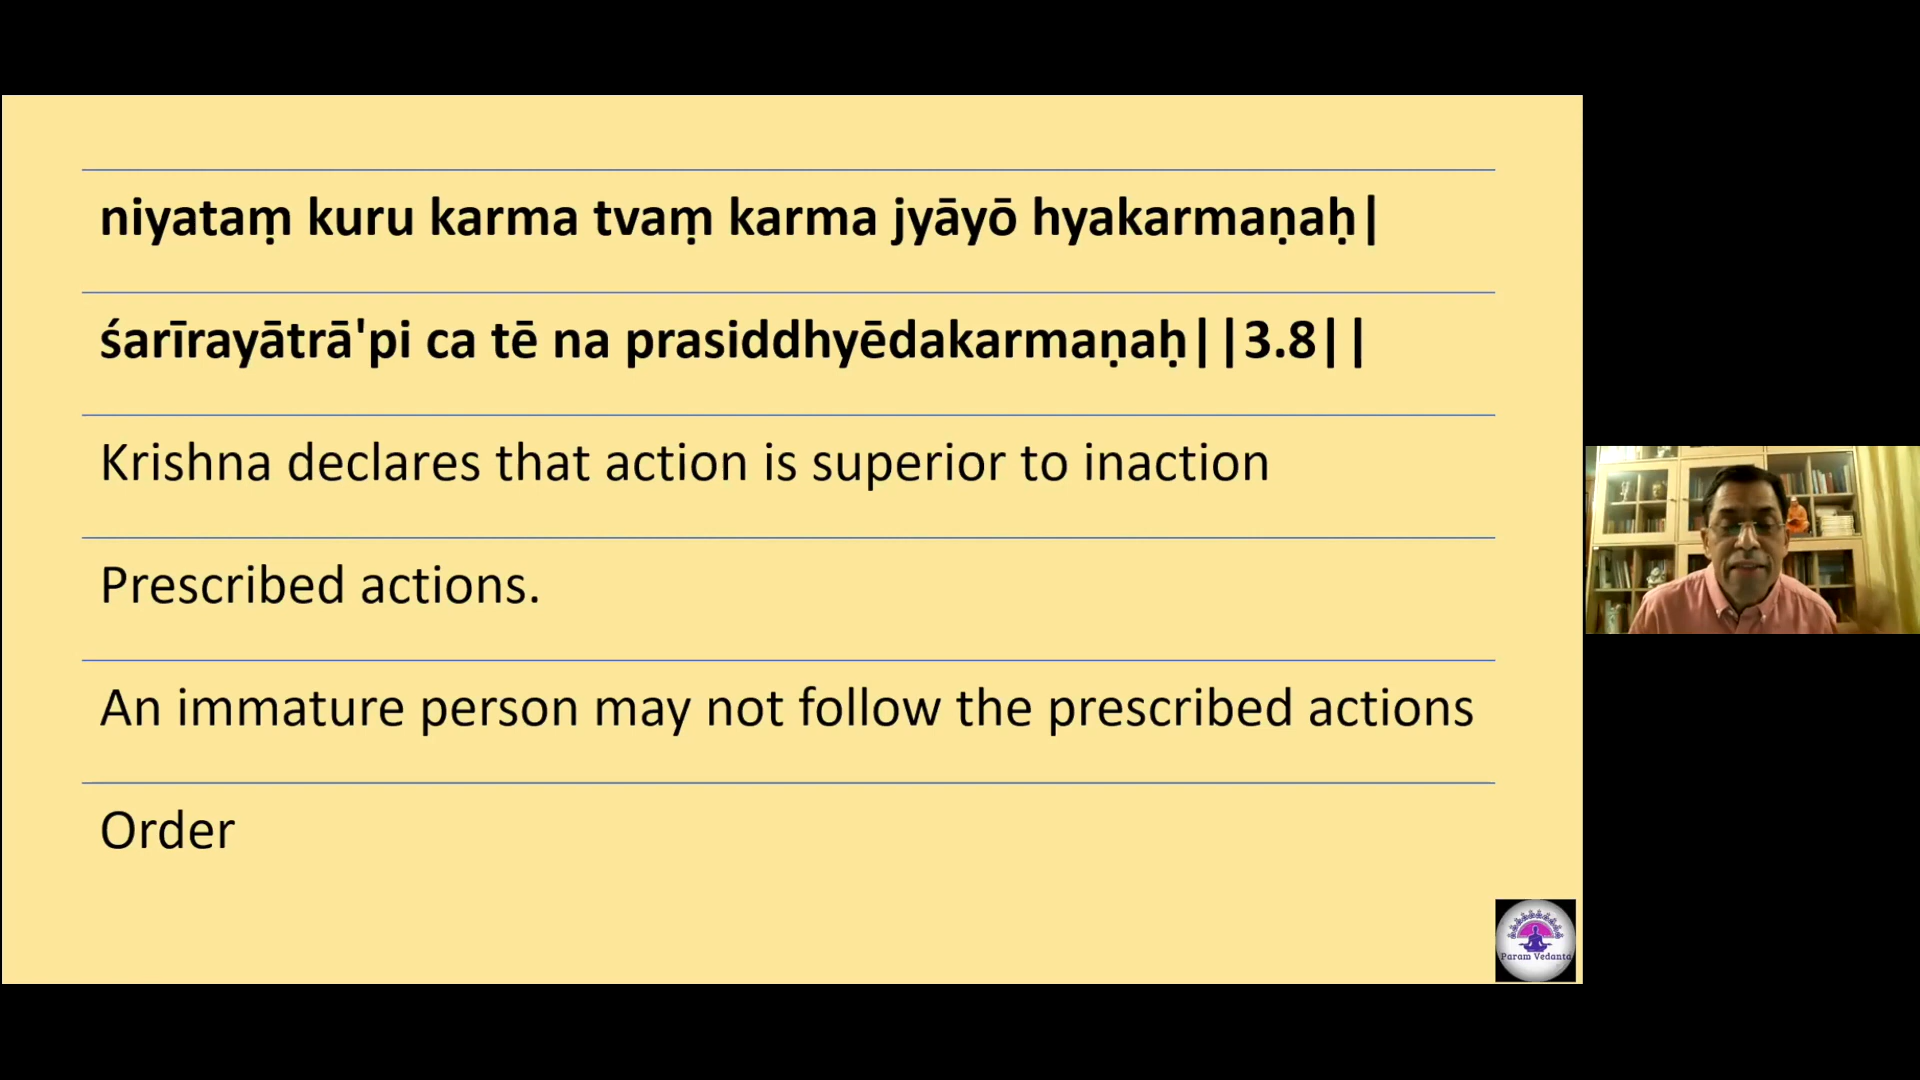 niyataṃ kuru karma tvaṃ karma jyāyō hyakarmaṇaḥ|
śarīrayātrā'pi ca tē na prasiddhyēdakarmaṇaḥ||3.8||
Krishna declares that action is superior to inaction
Prescribed actions.
An immature person may not follow the prescribed actions
Order
Param Vedanta